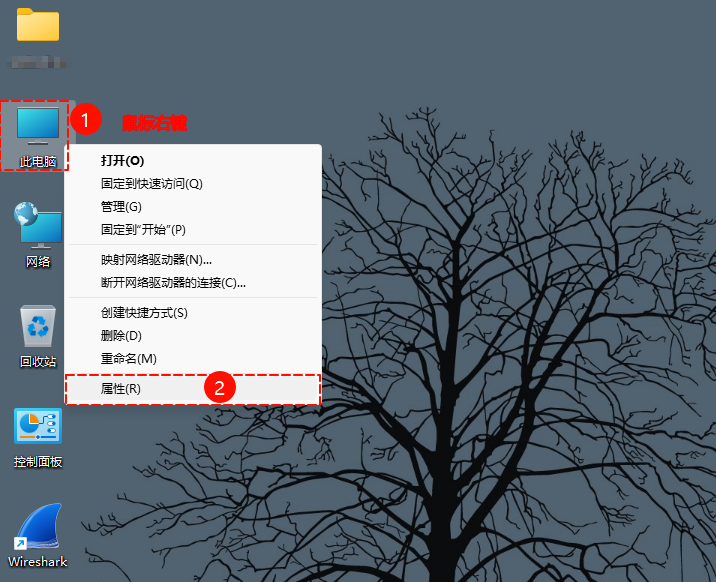 1
鼠标右键
此电脑
打开(O)
固定到快速访问(Q)
管理(G)
固定到"开始"(P)
映射网络驱动器(N)...
断开网络驱动器的连接(C)...
创建快捷方式(S)
删除(D)
重命名(M)
属性(R)
2
网络
回收站
控制面板
Wireshark